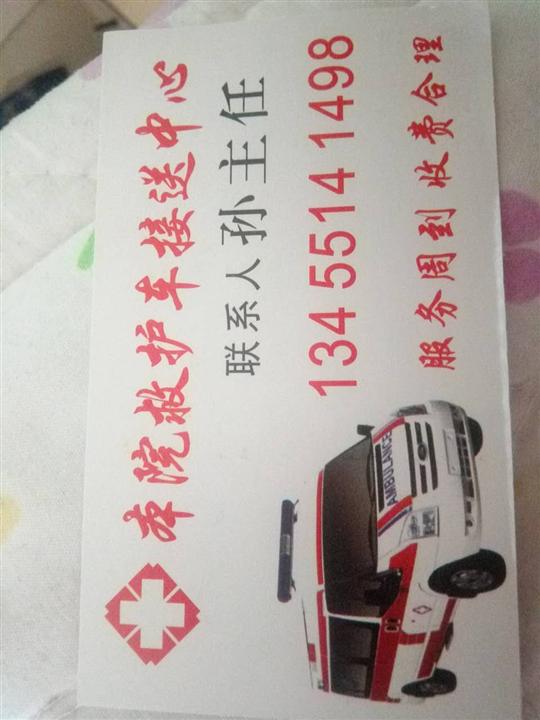 本院救护车接送中心
联系人 孙主任
134 5514 1498
服务周到 收费合理
AMBULANCE